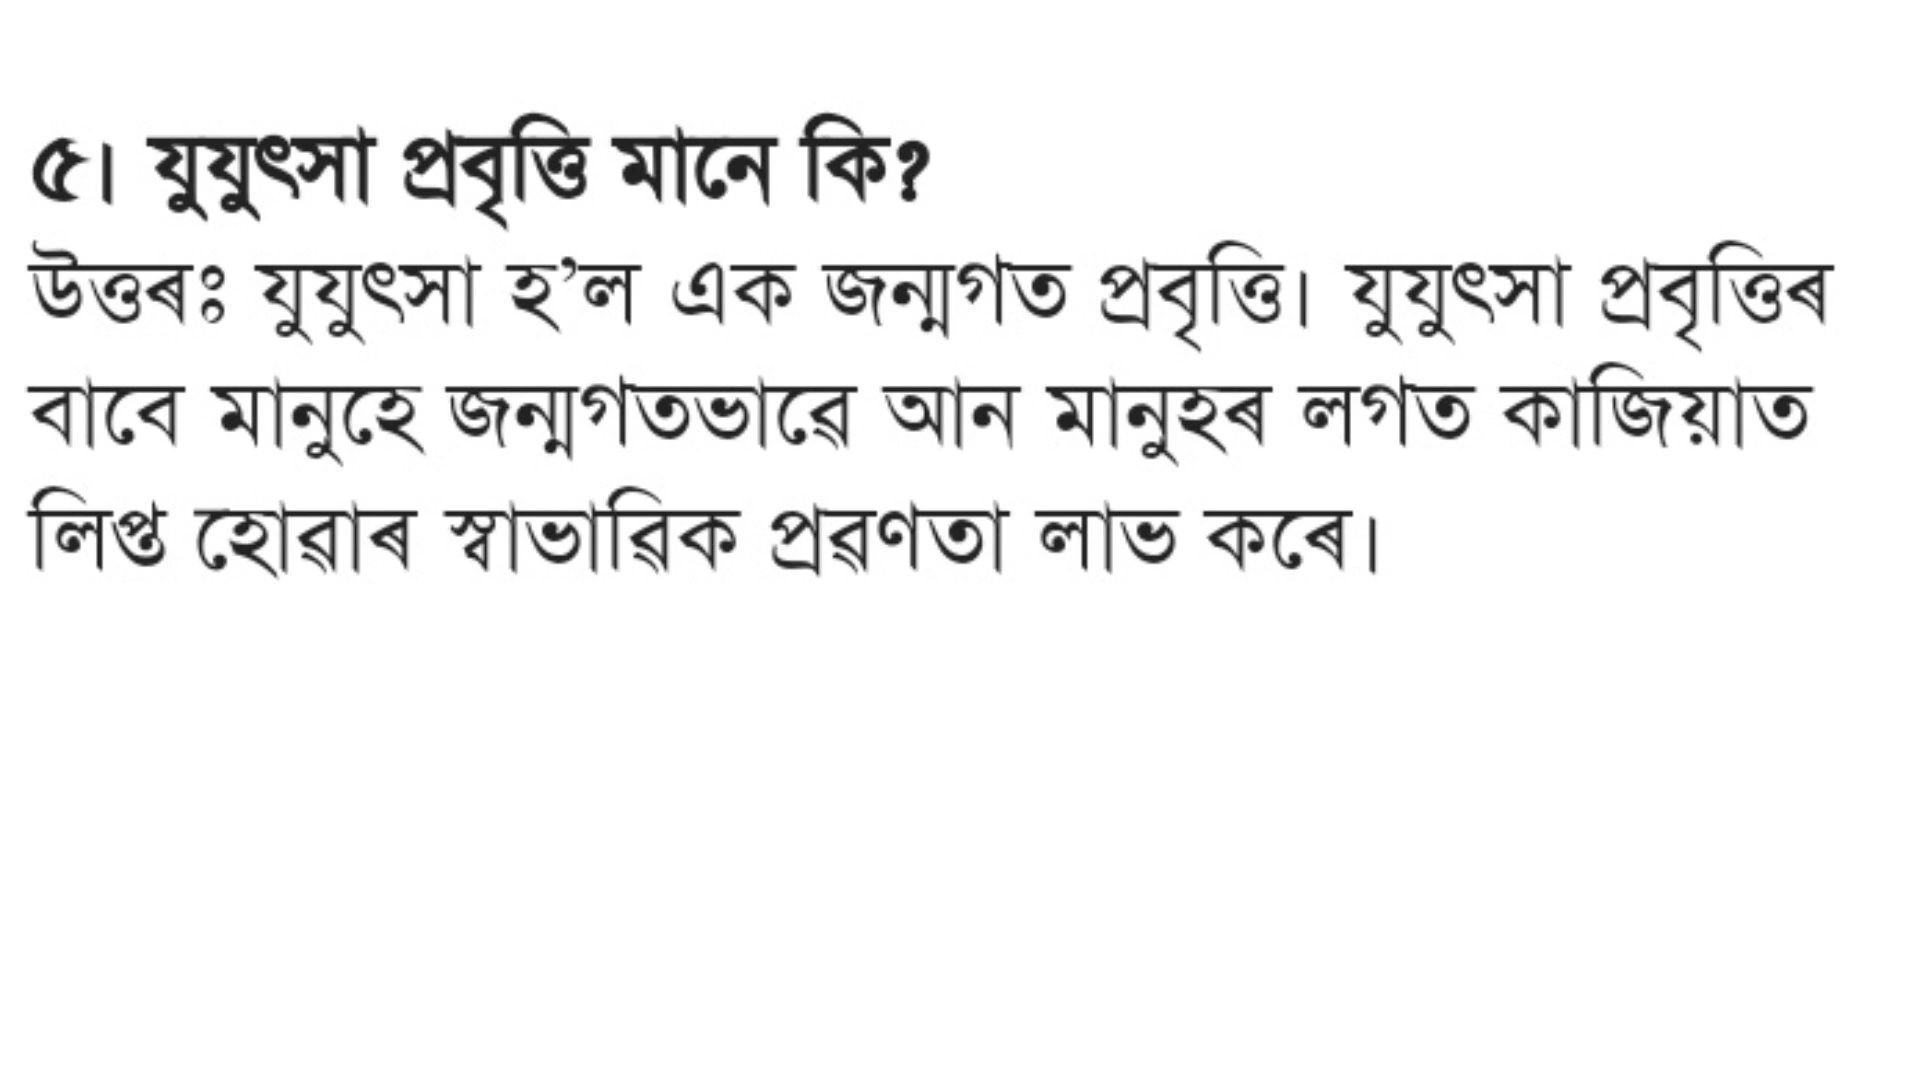 ৫। যুযুৎসা প্ৰবৃত্তি মানে কি?
উত্তৰঃ যুযুৎসা হ’ল এক জন্মগত প্ৰবৃত্তি। যুযুৎসা প্ৰবৃত্তিৰ
বাবে মানুহে জন্মগতভাৱে আন মানুহৰ লগত কাজিয়াত
লিপ্ত হোৱাৰ স্বাভাৱিক প্ৰৱণতা লাভ কৰে।